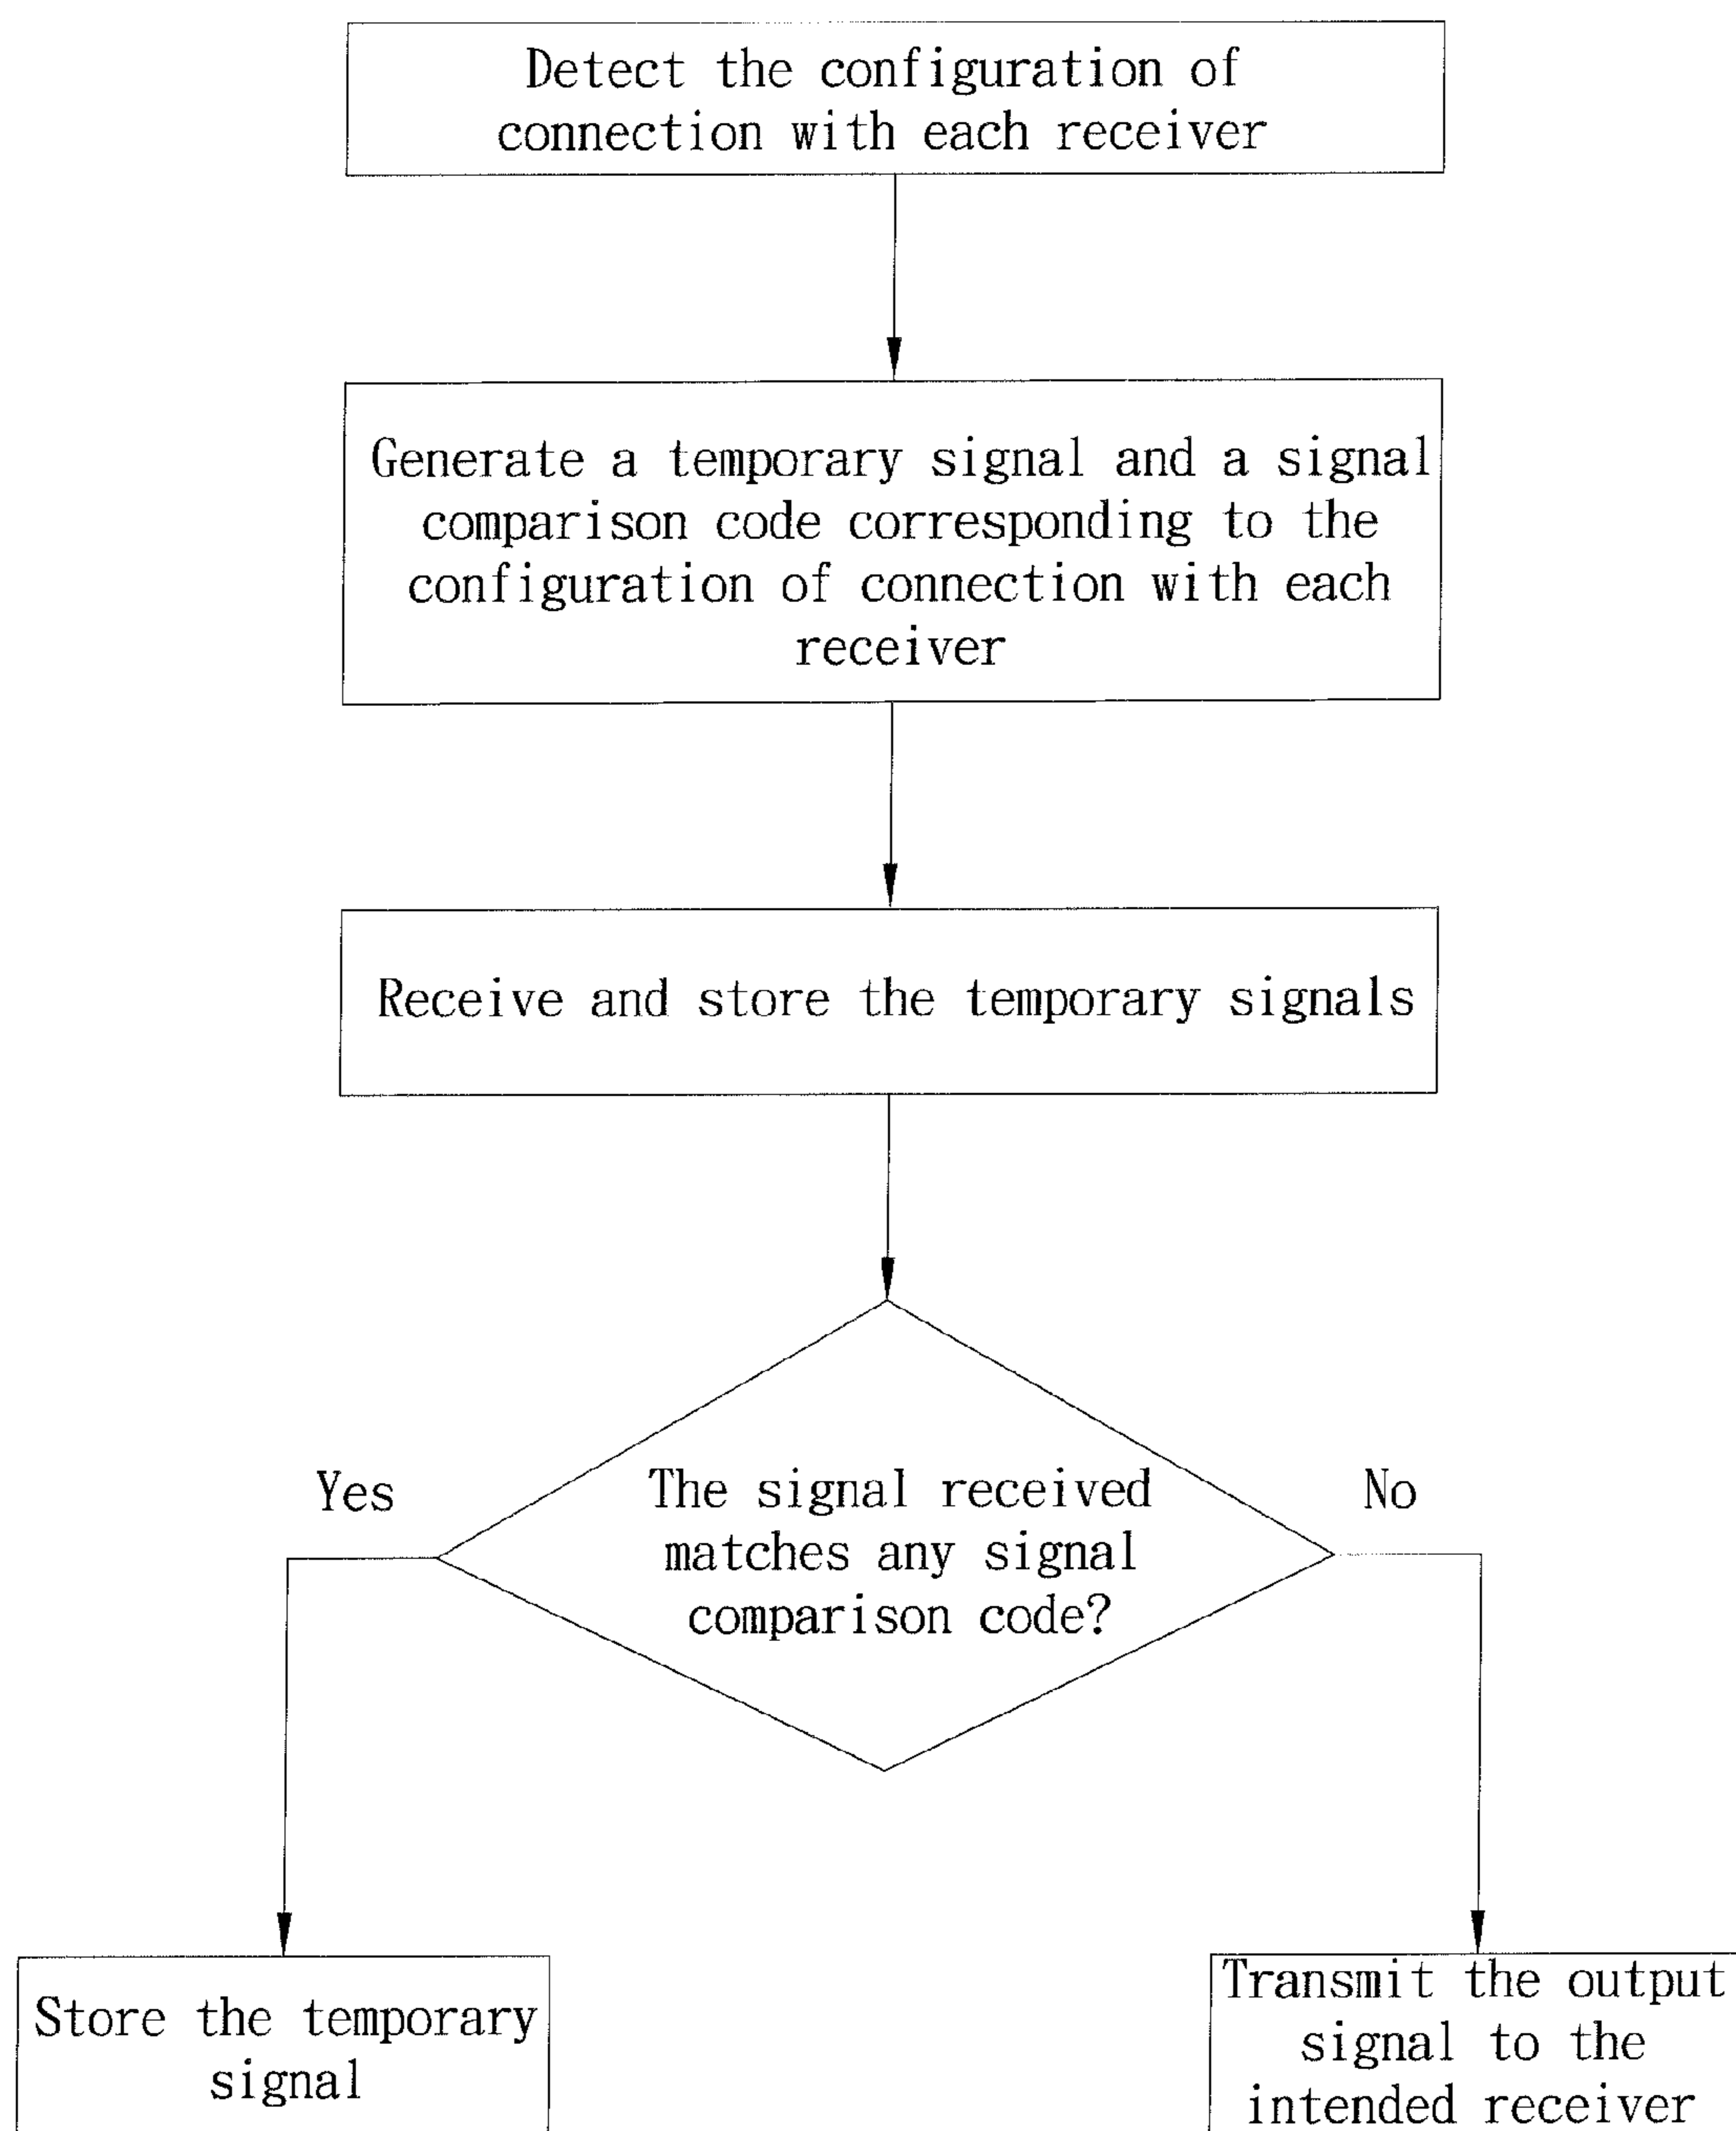 Detect the configuration of
connection with each receiver
Generate a temporary signal and a signal
comparison code corresponding to the
configuration of connection with each
receiver
Receive and store the temporary signals
The signal received
matches any signal
comparison code?
Yes
No
Store the temporary
signal
Transmit the output
signal to the
intended receiver